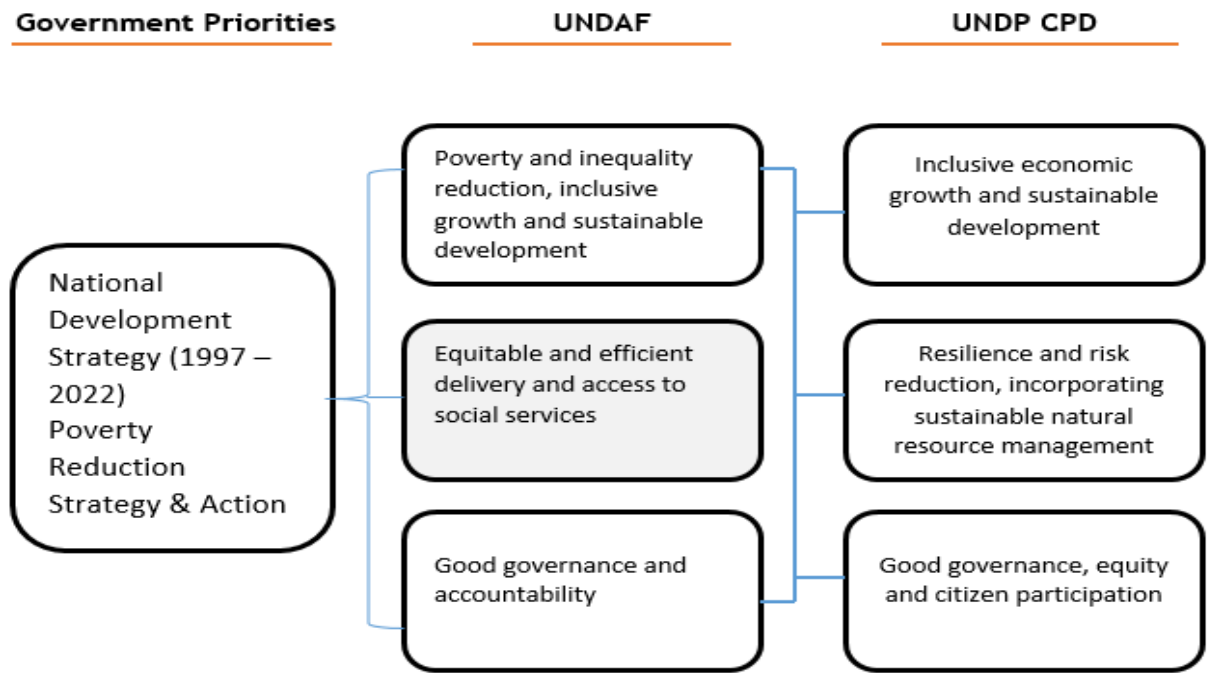 Government Priorities
UNDAF
UNDP CPD
National
Development
Strategy (1997 –
2022)
Poverty
Reduction
Strategy & Action
Poverty and inequality
reduction, inclusive
growth and sustainable
development
Equitable and efficient
delivery and access to
social services
Good governance and
accountability
Inclusive economic
growth and sustainable
development
Resilience and risk
reduction, incorporating
sustainable natural
resource management
Good governance, equity
and citizen participation